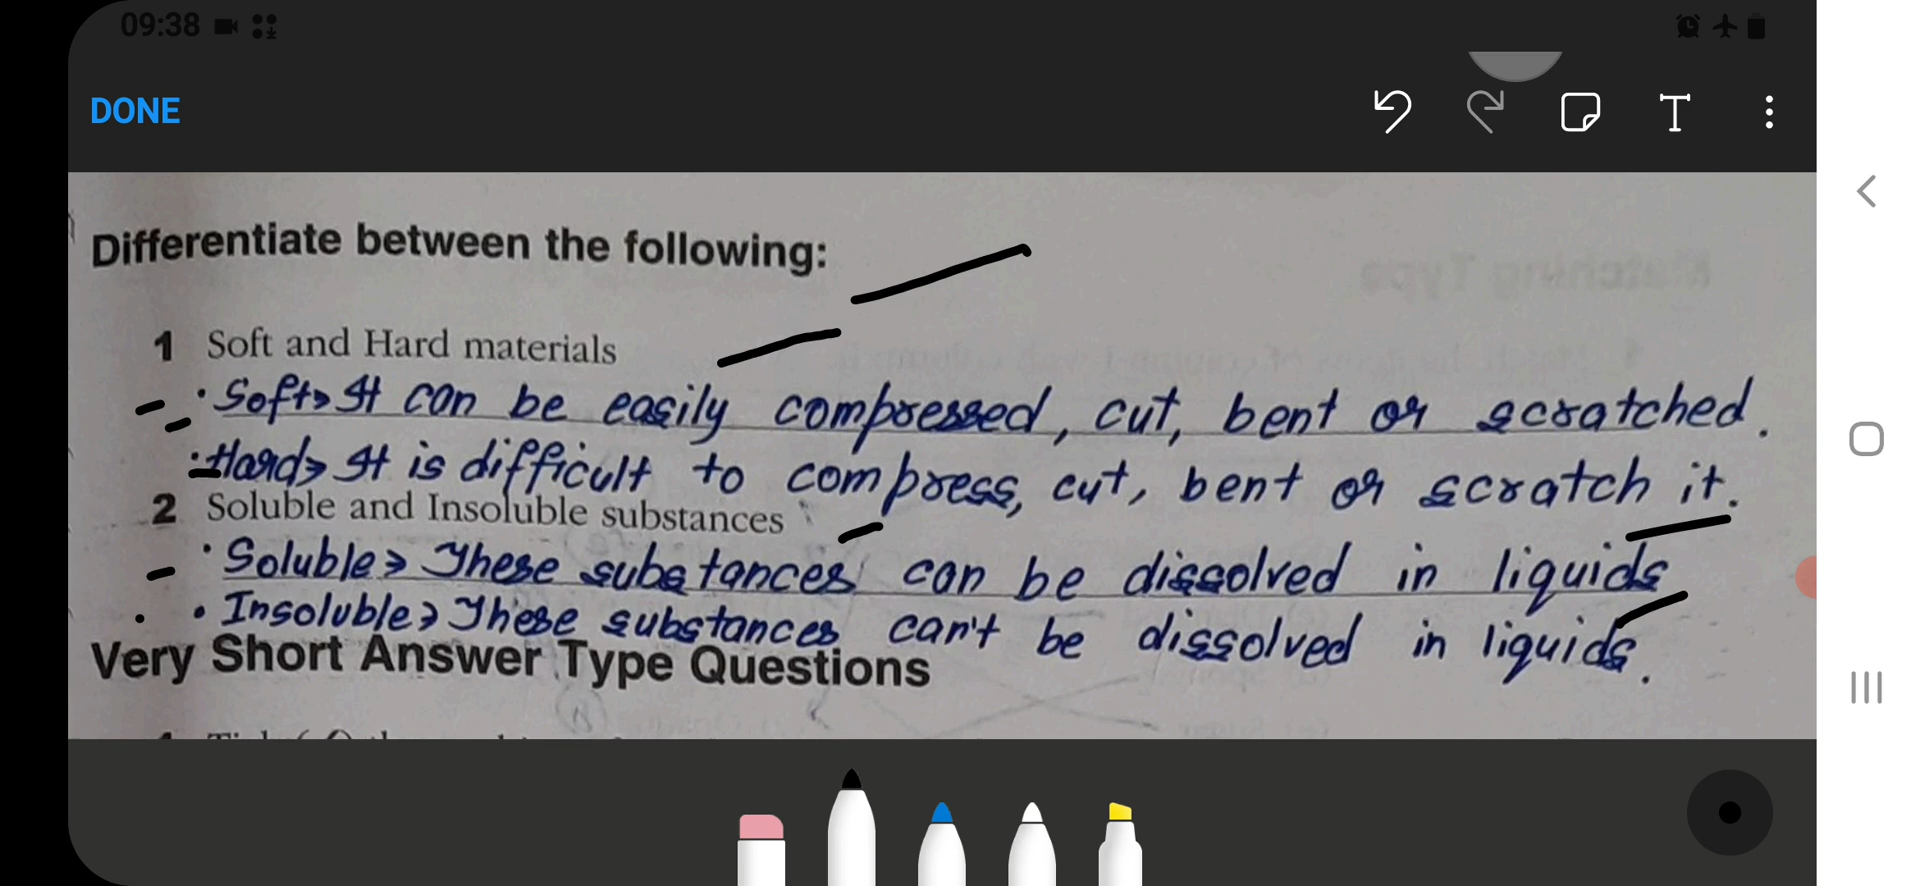 09:38
DONE
Differentiate between the following:
1 Soft and Hard materials
· Soft → It can be easily compressed, cut, bent or scratched.
· Hard → It is difficult to compress, cut, bent or scratch it.
2 Soluble and Insoluble substances
· Soluble → These substances can be dissolved in liquids
· Insoluble → These substances can't be dissolved in liquids.
Very Short Answer Type Questions